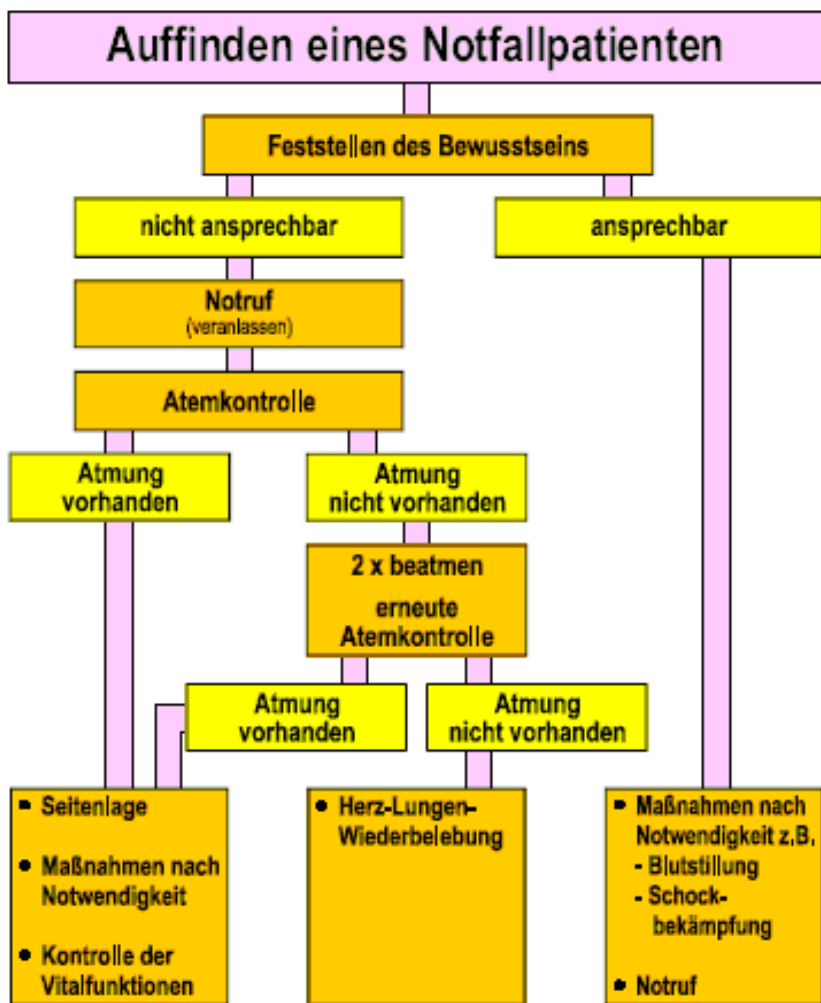 Auffinden eines Notfallpatienten
Feststellen des Bewusstseins
nicht ansprechbar
ansprechbar
Notruf
(veranlassen)
Atemkontrolle
Atmung
vorhanden
Atmung
nicht vorhanden
2 x beatmen
erneute
Atemkontrolle
Atmung
vorhanden
Atmung
nicht vorhanden
• Seitenlage
• Maßnahmen nach
Notwendigkeit
• Kontrolle der
Vitalfunktionen
• Herz-Lungen-
Wiederbelebung
• Maßnahmen nach
Notwendigkeit z.B.
- Blutstillung
- Schock-
bekämpfung
• Notruf